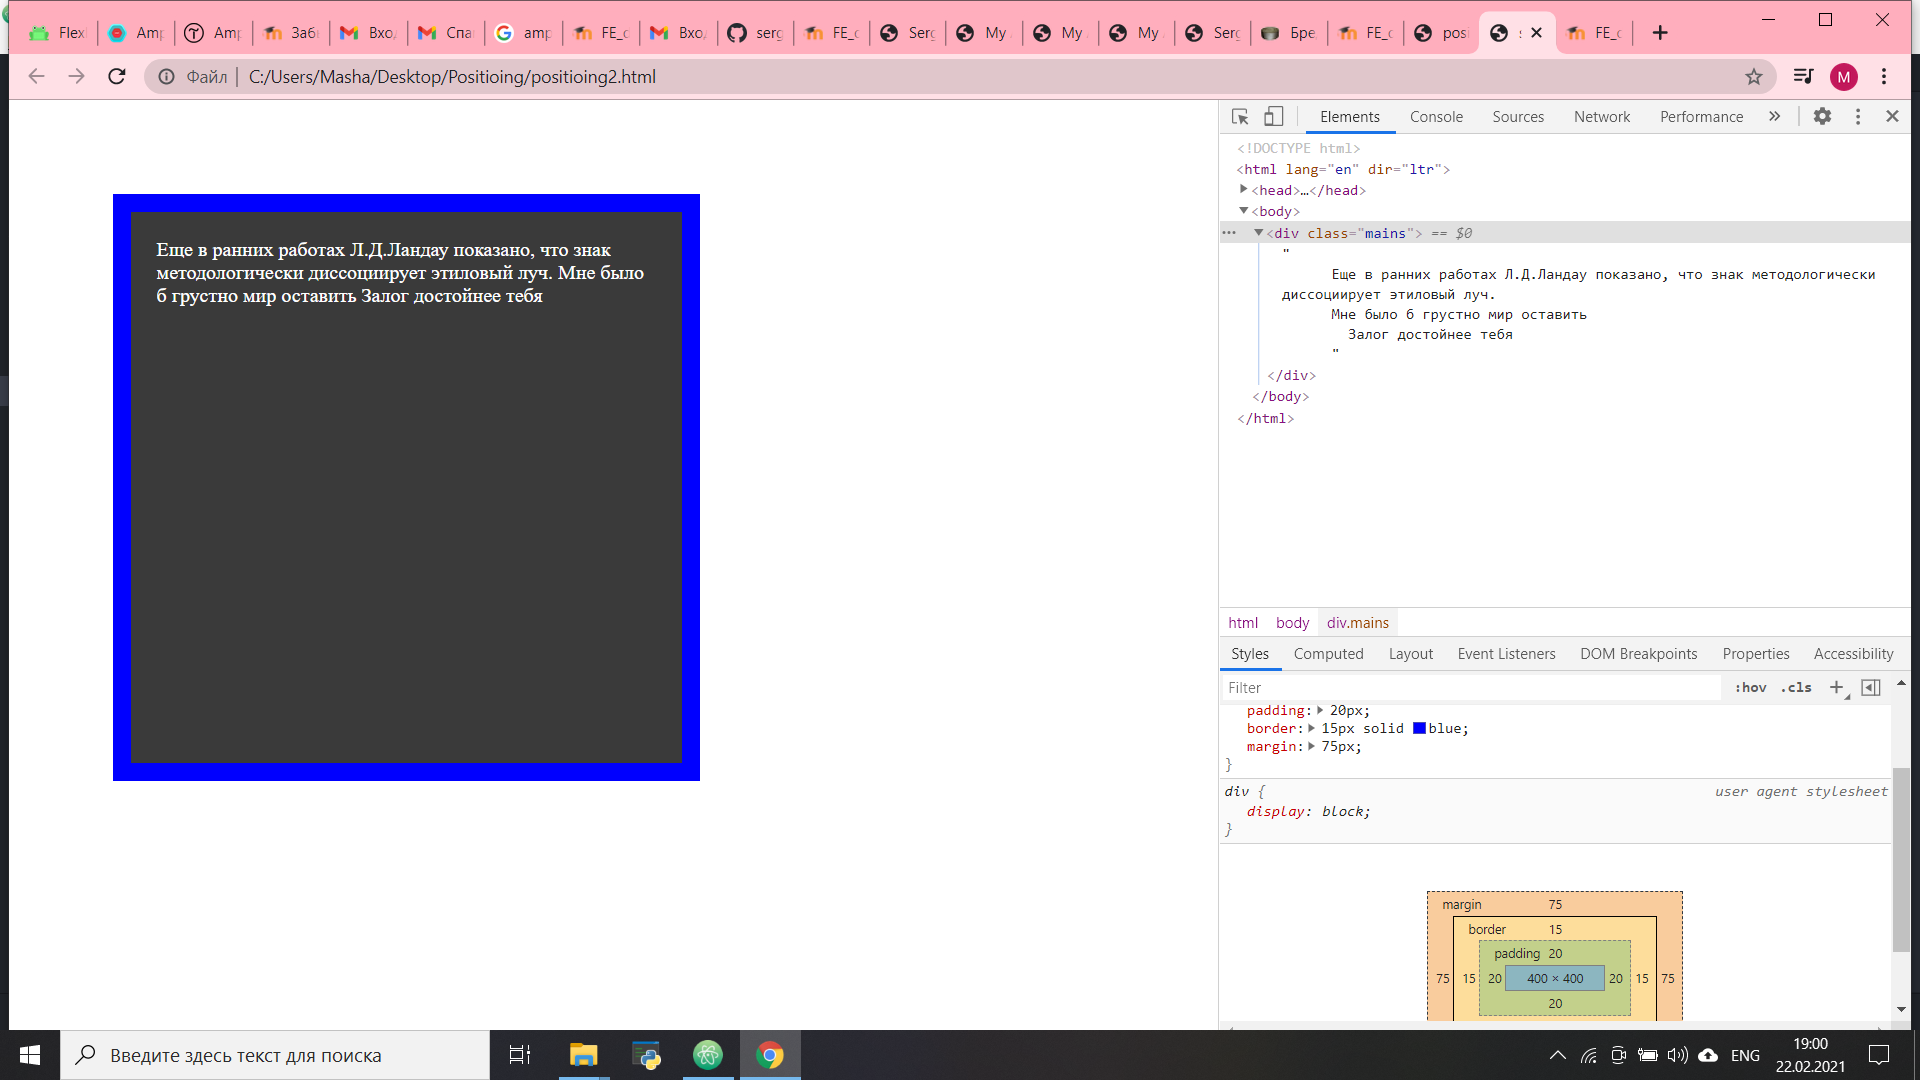 Flex
Amp
Amp
Забы
Вхо
Спа
amp
FE_c
Вхо
serg
FE_c
Serg
My
My
My
Serg
Бре
FE_c
posi
s
FE_c
Файл | C:/Users/Masha/Desktop/Positioing/positioing2.html
M
Еще в ранних работах Л.Д.Ландау показано, что знак
методологически диссоциирует этиловый луч. Мне было
б грустно мир оставить Залог достойнее тебя
Elements Console Sources Network Performance »
<!DOCTYPE html>
<html lang="en" dir="ltr">
<head>…</head>
<body>
<div class="mains"> == $0
"
Еще в ранних работах Л.Д.Ландау показано, что знак методологически
диссоциирует этиловый луч.
Мне было б грустно мир оставить
Залог достойнее тебя
"
</div>
</body>
</html>
html body div.mains
Styles Computed Layout Event Listeners DOM Breakpoints Properties Accessibility
Filter :hov .cls +
padding: 20px;
border: 15px solid blue;
margin: 75px;
}
div { user agent stylesheet
display: block;
}
margin 75
border 15
padding 20
75 15 20 400 × 400 20 15 75
20
Введите здесь текст для поиска
ENG
19:00
22.02.2021